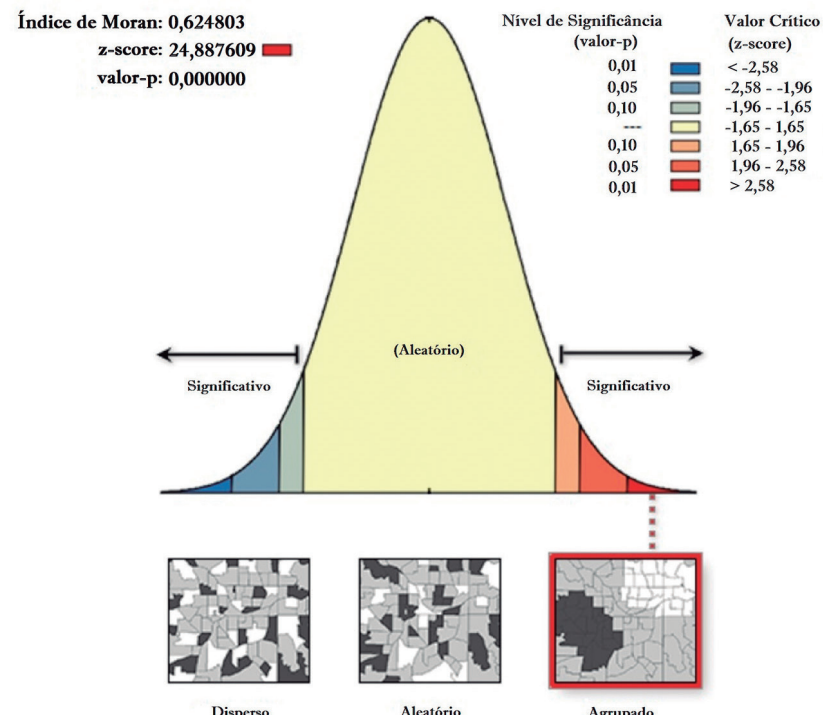 Índice de Moran: 0,624803
z-score: 24,887609
valor-p: 0,000000
Nível de Significância
(valor-p)
Valor Crítico
(z-score)
0,01 < -2,58
0,05 -2,58 - -1,96
0,10 -1,96 - -1,65
--- -1,65 - 1,65
0,10 1,65 - 1,96
0,05 1,96 - 2,58
0,01 > 2,58
(Aleatório)
Significativo
Significativo
Disperso
Aleatório
Agrupado